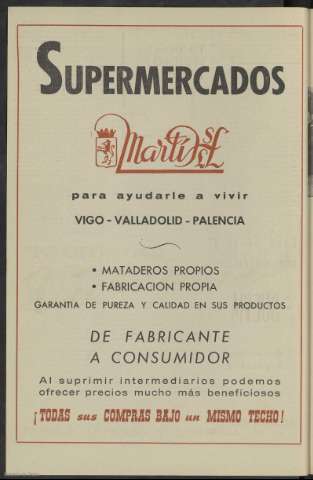 SUPERMERCADOS
Martí S.L.
para ayudarle a vivir
VIGO - VALLADOLID - PALENCIA
• MATADEROS PROPIOS
• FABRICACION PROPIA
GARANTIA DE PUREZA Y CALIDAD EN SUS PRODUCTOS
DE FABRICANTE
A CONSUMIDOR
Al suprimir intermediarios podemos
ofrecer precios mucho más beneficiosos
¡TODAS sus COMPRAS BAJO un MISMO TECHO!